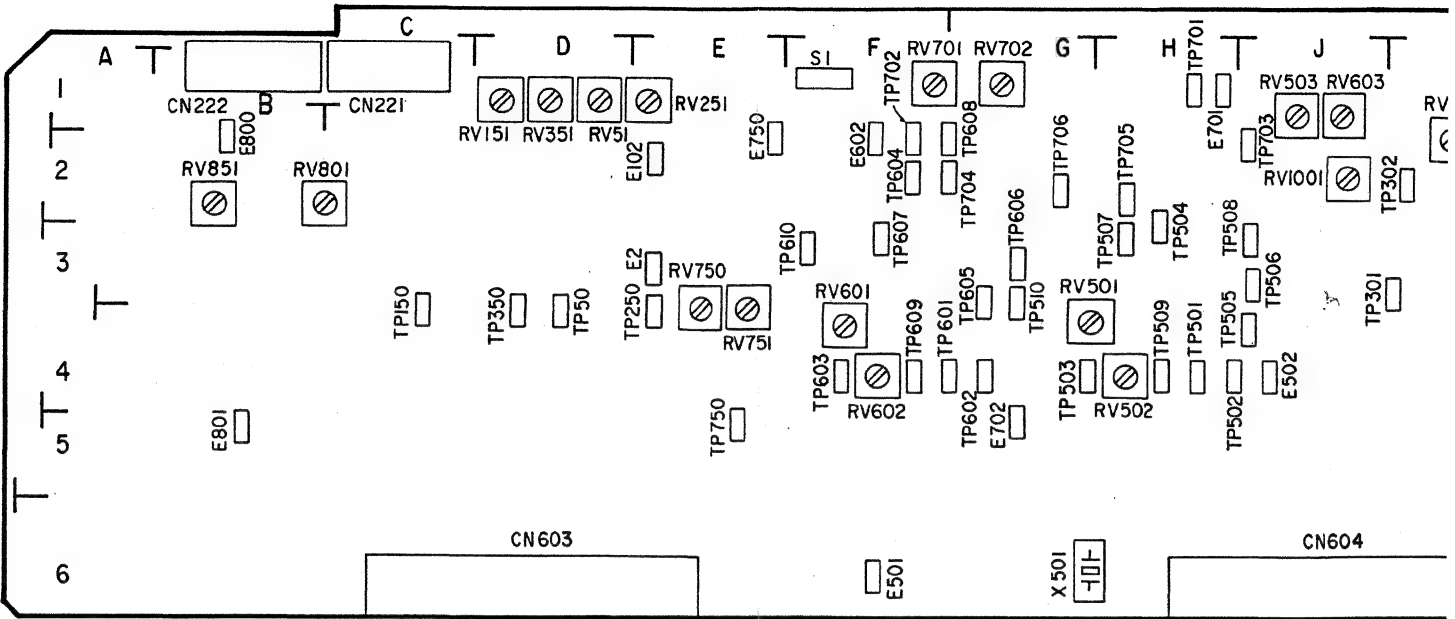 A
C
D
E
F
G
H
J
1
CN222
B
CN221
RV151
RV351
RV51
RV251
S1
TP702
RV701
RV702
TP701
E701
RV503
RV603
RV
2
E800
RV851
RV801
E102
E750
E602
TP604
TP608
TP704
TP706
TP705
TP703
RV1001
TP302
3
E2
RV750
TP610
TP607
TP606
TP507
TP504
TP508
TP506
TP150
TP350
TP50
TP250
RV751
RV601
TP609
TP601
TP605
TP510
RV501
TP509
TP501
TP505
TP301
4
TP603
RV602
TP602
E702
TP503
RV502
TP502
E502
5
E801
TP750
6
CN603
E501
X501
CN604